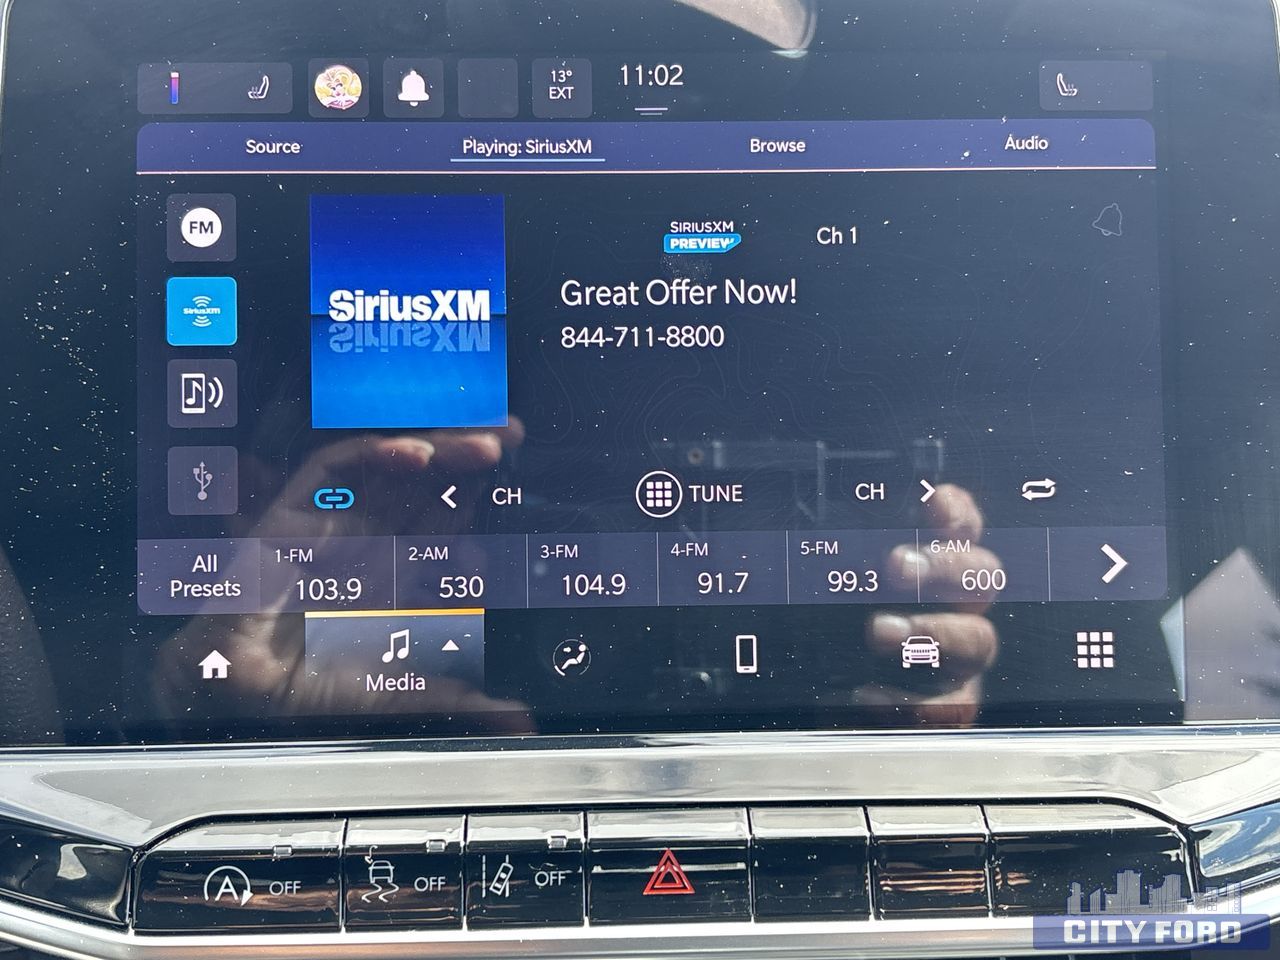 13°
EXT
11:02
Source
Playing: SiriusXM
Browse
Audio
FM
SiriusXM
SiriusXM
SIRIUSXM
PREVIEW
Ch 1
Great Offer Now!
844-711-8800
CH
TUNE
CH
All
Presets
1-FM
103.9
2-AM
530
3-FM
104.9
4-FM
91.7
5-FM
99.3
6-AM
600
Media
A OFF
OFF
OFF
CITY FORD